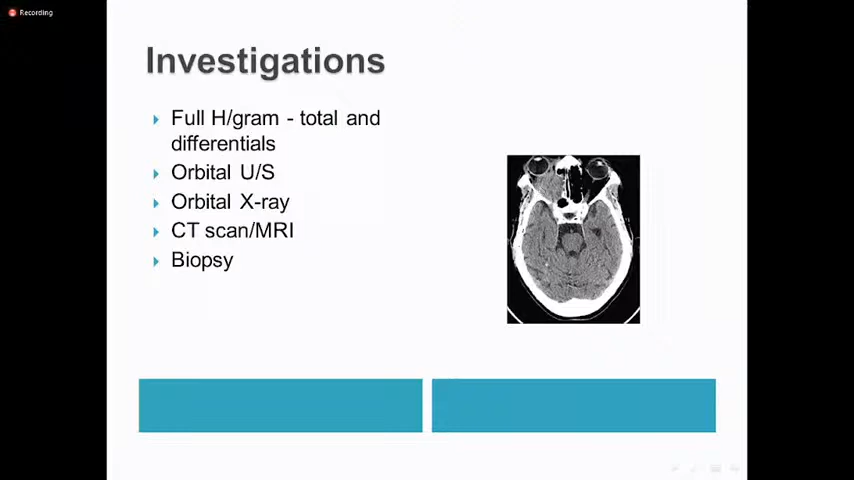 Recording
Investigations
Full H/gram - total and
differentials
Orbital U/S
Orbital X-ray
CT scan/MRI
Biopsy